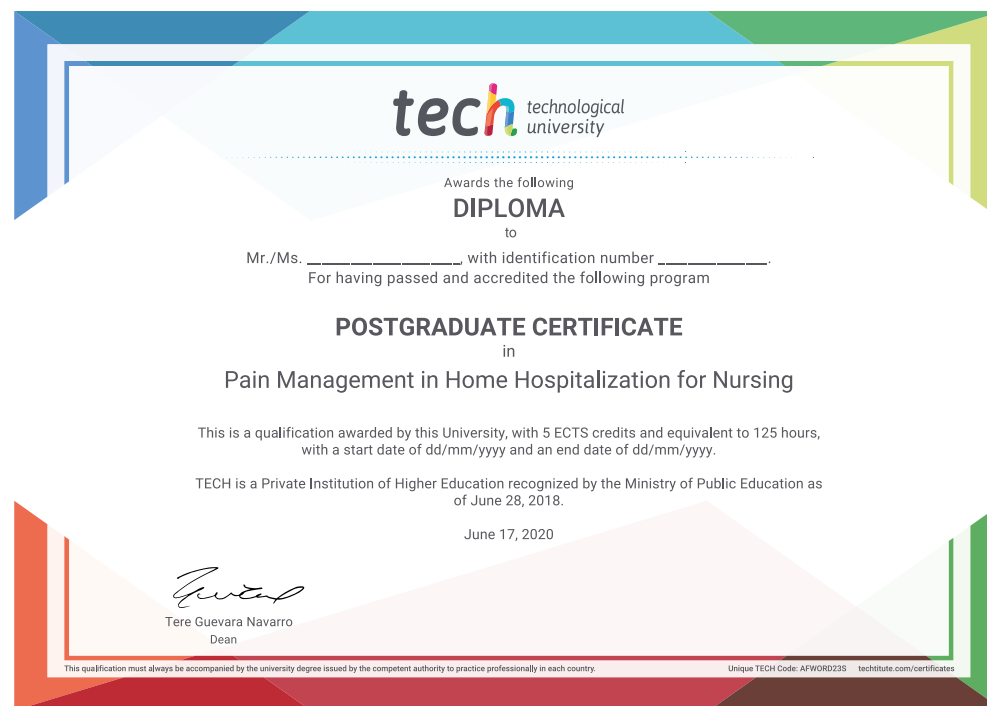 tech technological
university
Awards the following
DIPLOMA
to
Mr./Ms. ____________________, with identification number ______________.
For having passed and accredited the following program
POSTGRADUATE CERTIFICATE
in
Pain Management in Home Hospitalization for Nursing
This is a qualification awarded by this University, with 5 ECTS credits and equivalent to 125 hours,
with a start date of dd/mm/yyyy and an end date of dd/mm/yyyy.
TECH is a Private Institution of Higher Education recognized by the Ministry of Public Education as
of June 28, 2018.
June 17, 2020
Tere Guevara Navarro
Dean
This qualification must always be accompanied by the university degree issued by the competent authority to practice professionally in each country. Unique TECH Code: AFWORD23S techtitute.com/certificates